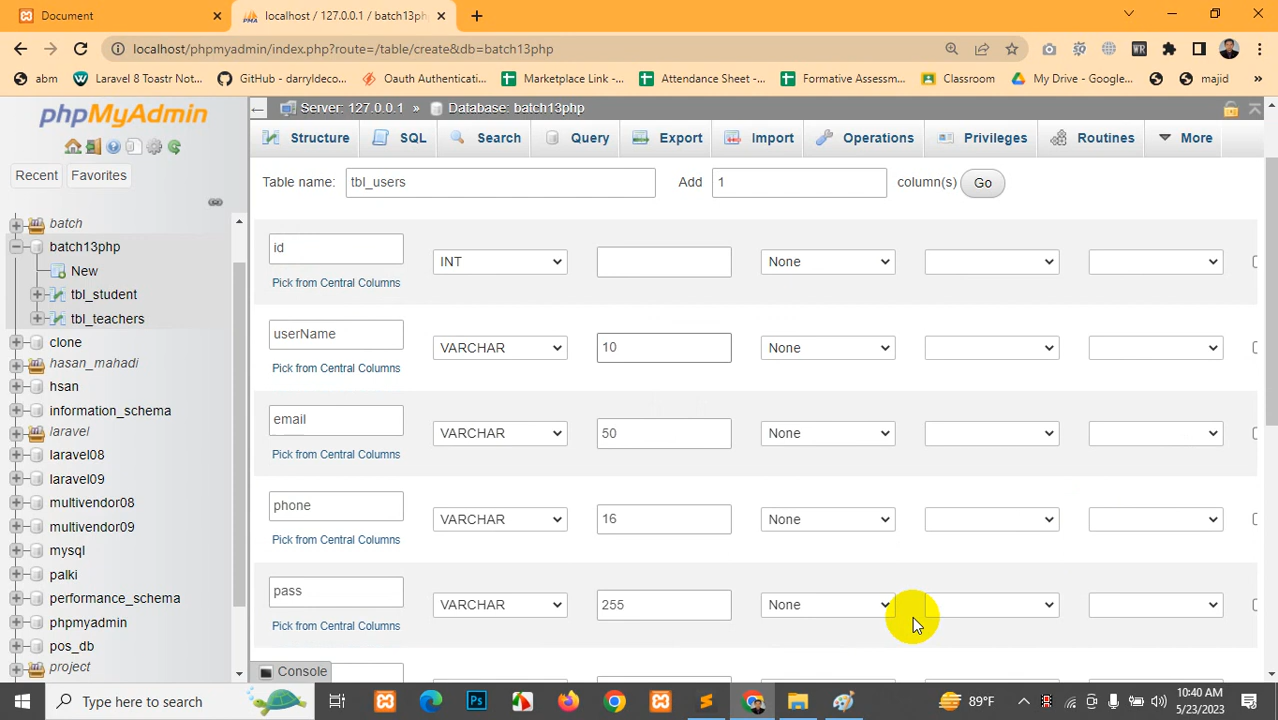 Document
localhost / 127.0.0.1 / batch13php
localhost/phpmyadmin/index.php?route=/table/create&db=batch13php
abm
Laravel 8 Toastr Not...
GitHub - darryldeco...
Oauth Authenticati...
Marketplace Link -...
Attendance Sheet -...
Formative Assessm...
Classroom
My Drive - Google...
majid
»
phpMyAdmin
Recent
Favorites
batch
batch13php
New
tbl_student
tbl_teachers
clone
hasan_mahadi
hsan
information_schema
laravel
laravel08
laravel09
multivendor08
multivendor09
mysql
palki
performance_schema
phpmyadmin
pos_db
project
Server: 127.0.0.1 » Database: batch13php
Structure
SQL
Search
Query
Export
Import
Operations
Privileges
Routines
More
Table name: tbl_users Add 1 column(s) Go
id INT None
Pick from Central Columns
userName VARCHAR 10 None
Pick from Central Columns
email VARCHAR 50 None
Pick from Central Columns
phone VARCHAR 16 None
Pick from Central Columns
pass VARCHAR 255 None
Pick from Central Columns
Console
Type here to search
Ps
89°F
10:40 AM
5/23/2023